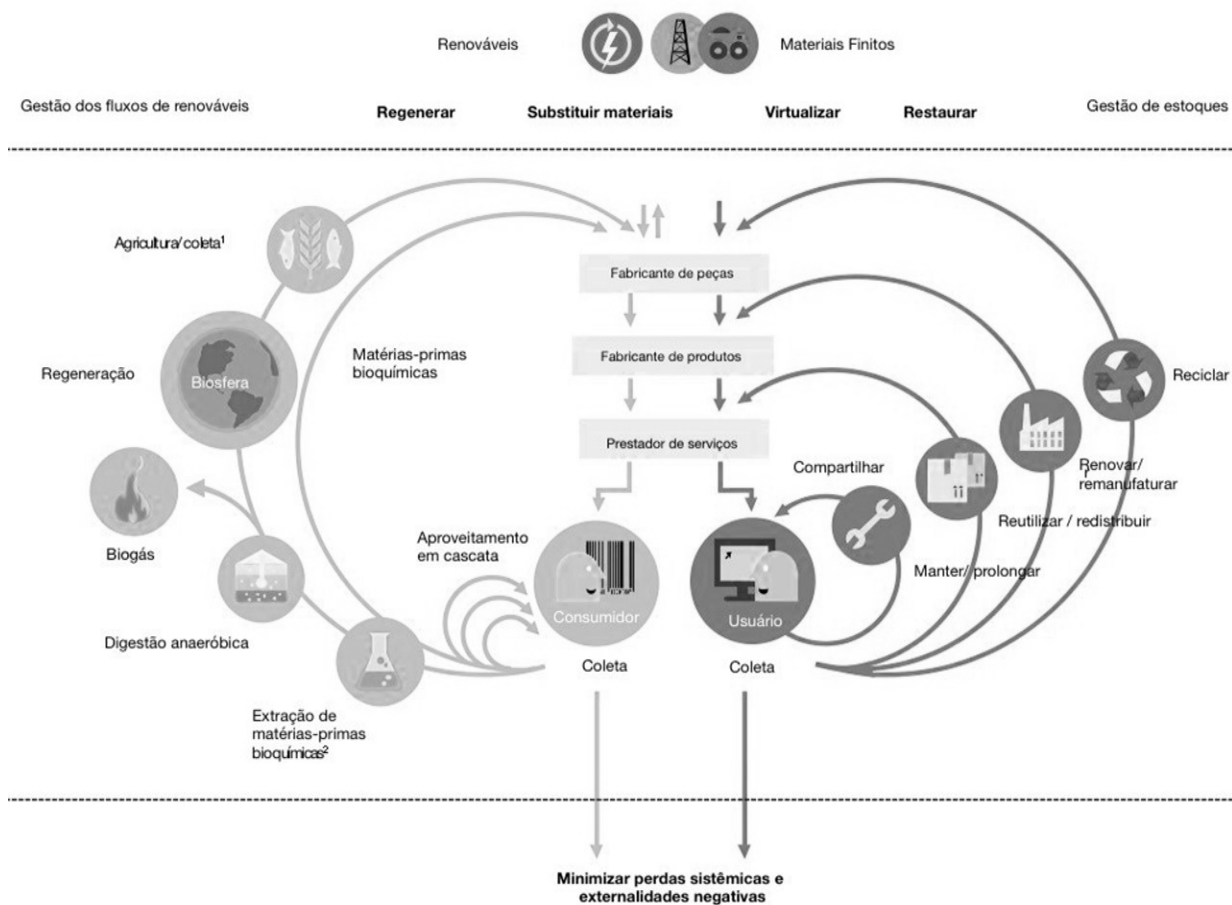 Renováveis
Materiais Finitos
Gestão dos fluxos de renováveis
Regenerar
Substituir materiais
Virtualizar
Restaurar
Gestão de estoques
Agricultura/coleta¹
Fabricante de peças
Matérias-primas
bioquímicas
Fabricante de produtos
Regeneração
Biosfera
Reciclar
Prestador de serviços
Compartilhar
Renovar/
remanufaturar
Reutilizar / redistribuir
Biogás
Aproveitamento
em cascata
Manter/ prolongar
Consumidor
Usuário
Digestão anaeróbica
Coleta
Coleta
Extração de
matérias-primas
bioquímicas²
Minimizar perdas sistêmicas e
externalidades negativas